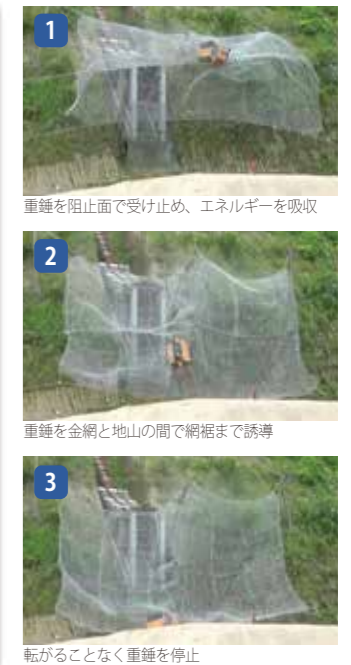 1
重錘を阻止面で受け止め、エネルギーを吸収
2
重錘を金網と地山の間で網裾まで誘導
3
転がることなく重錘を停止